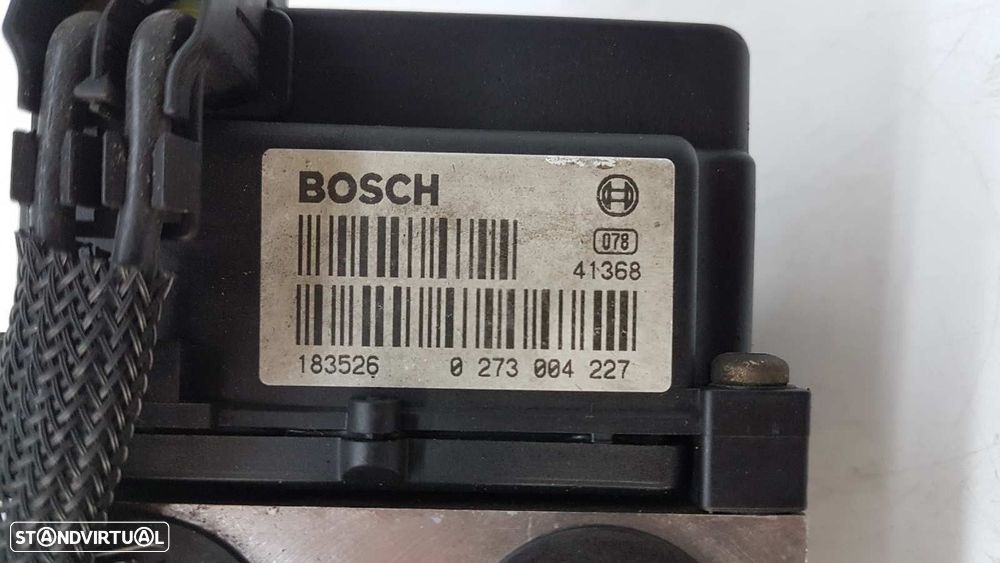 BOSCH
078
41368
183526 0 273 004 227
STANDVIRTUAL